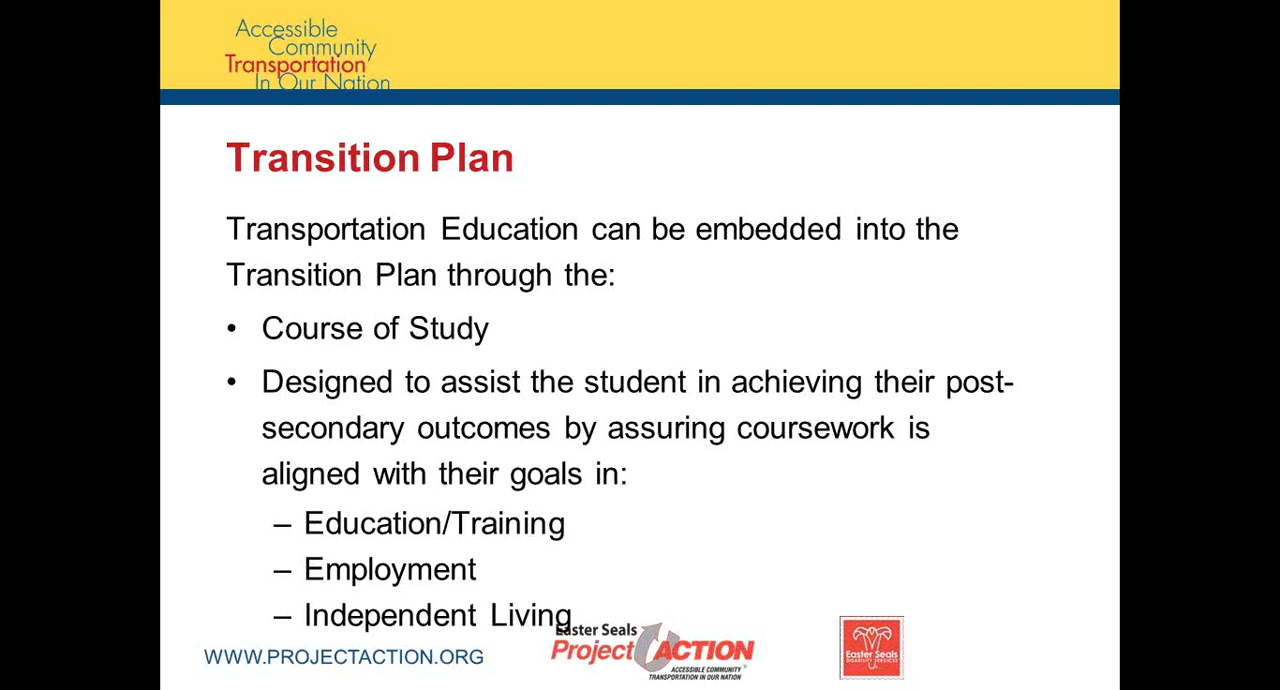 Accessible
Community
Transportation
In Our Nation
Transition Plan
Transportation Education can be embedded into the
Transition Plan through the:
• Course of Study
• Designed to assist the student in achieving their post-
secondary outcomes by assuring coursework is
aligned with their goals in:
– Education/Training
– Employment
– Independent Living
WWW.PROJECTACTION.ORG
Easter Seals
Project ACTION
ACCESSIBLE COMMUNITY
TRANSPORTATION IN OUR NATION
Easter Seals
DISABILITY SERVICES